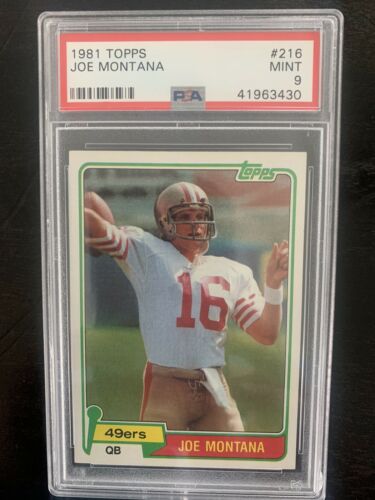 1981 TOPPS #216
JOE MONTANA MINT
9
PSA 41963430
Topps
16
49ers
QB JOE MONTANA